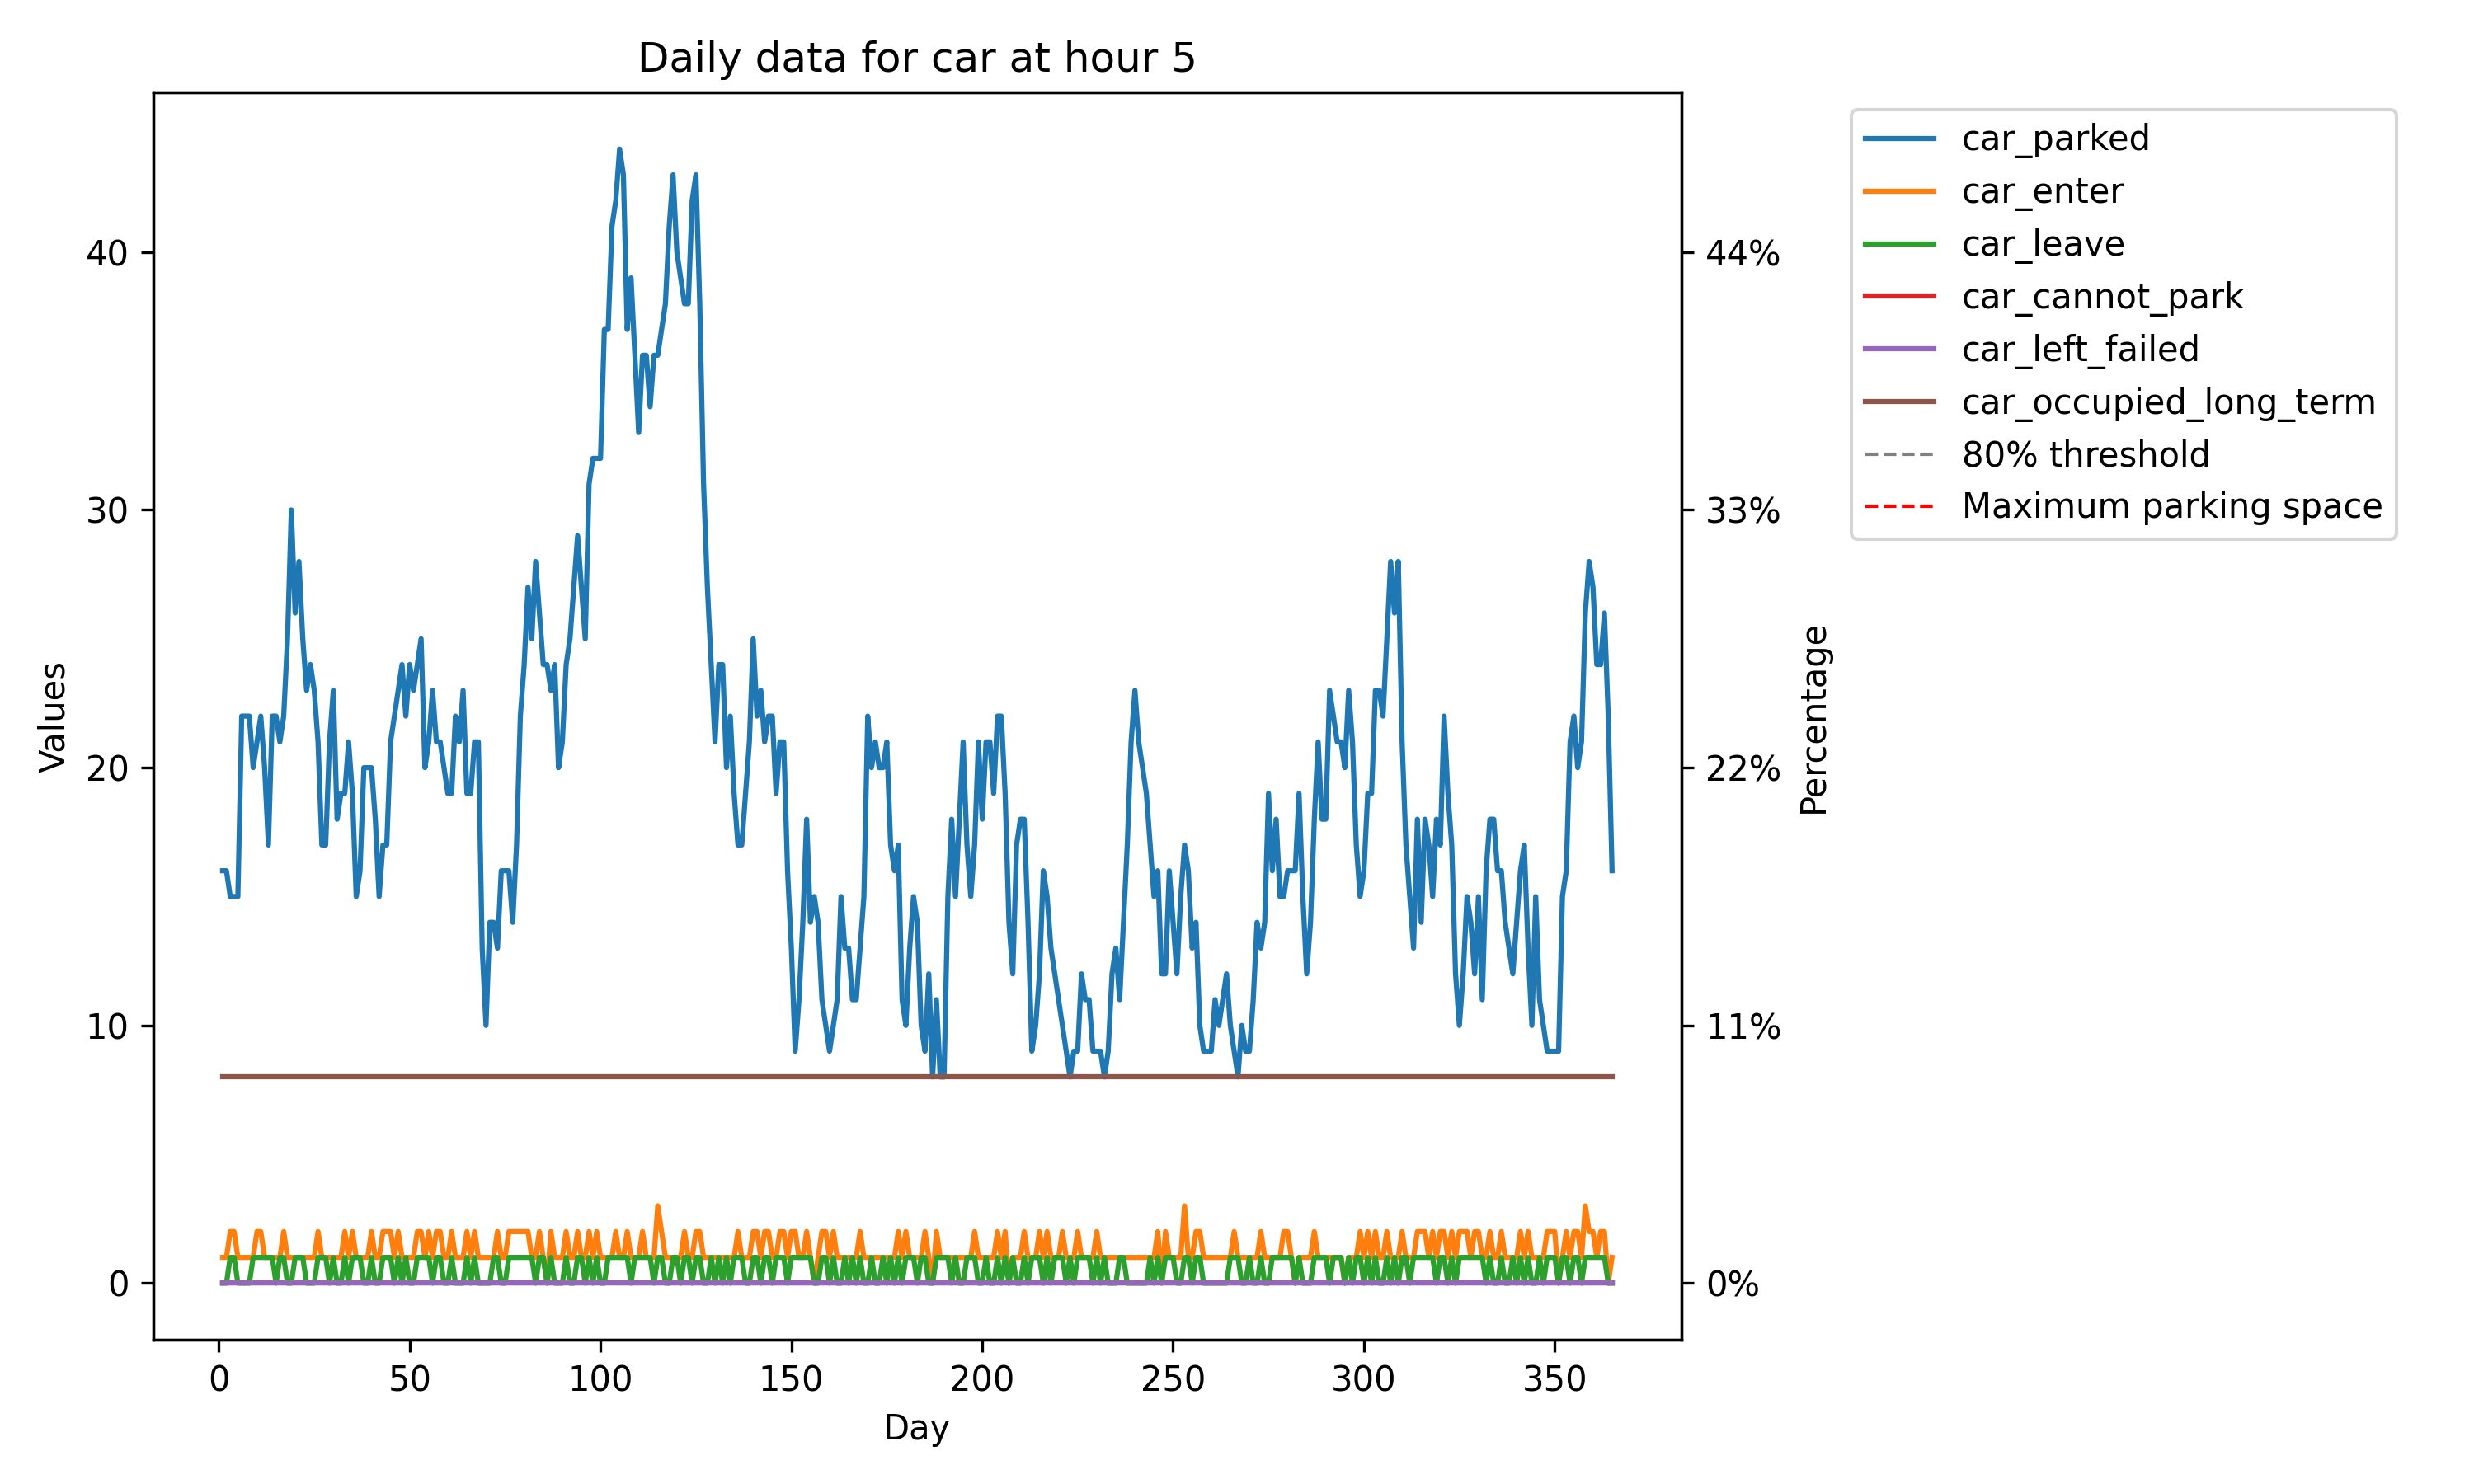 Daily data for car at hour 5
Values
40
30
20
10
0
0
50
100
150
200
250
300
350
Day
44%
33%
22%
11%
0%
Percentage
car_parked
car_enter
car_leave
car_cannot_park
car_left_failed
car_occupied_long_term
80% threshold
Maximum parking space